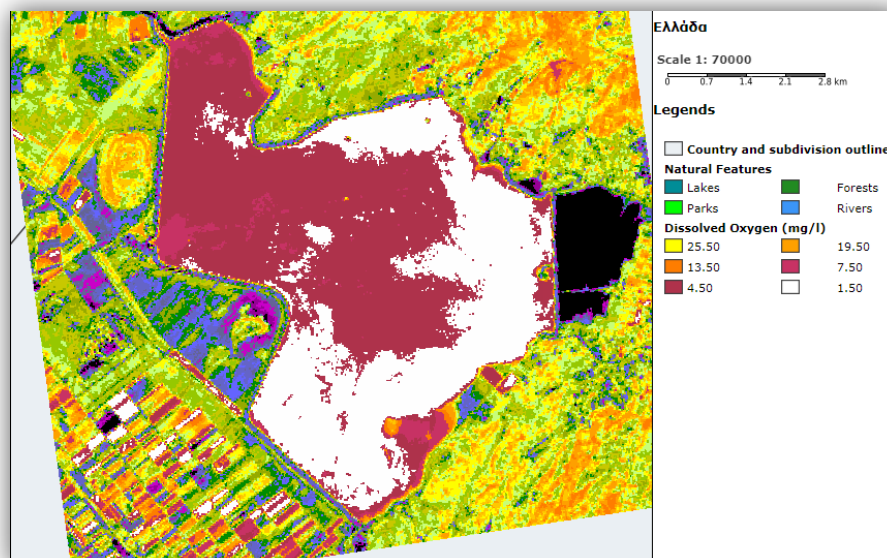 Ελλάδα
Scale 1: 70000
0 0.7 1.4 2.1 2.8 km
Legends
Country and subdivision outline
Natural Features
Lakes Forests
Parks Rivers
Dissolved Oxygen (mg/l)
25.50 19.50
13.50 7.50
4.50 1.50